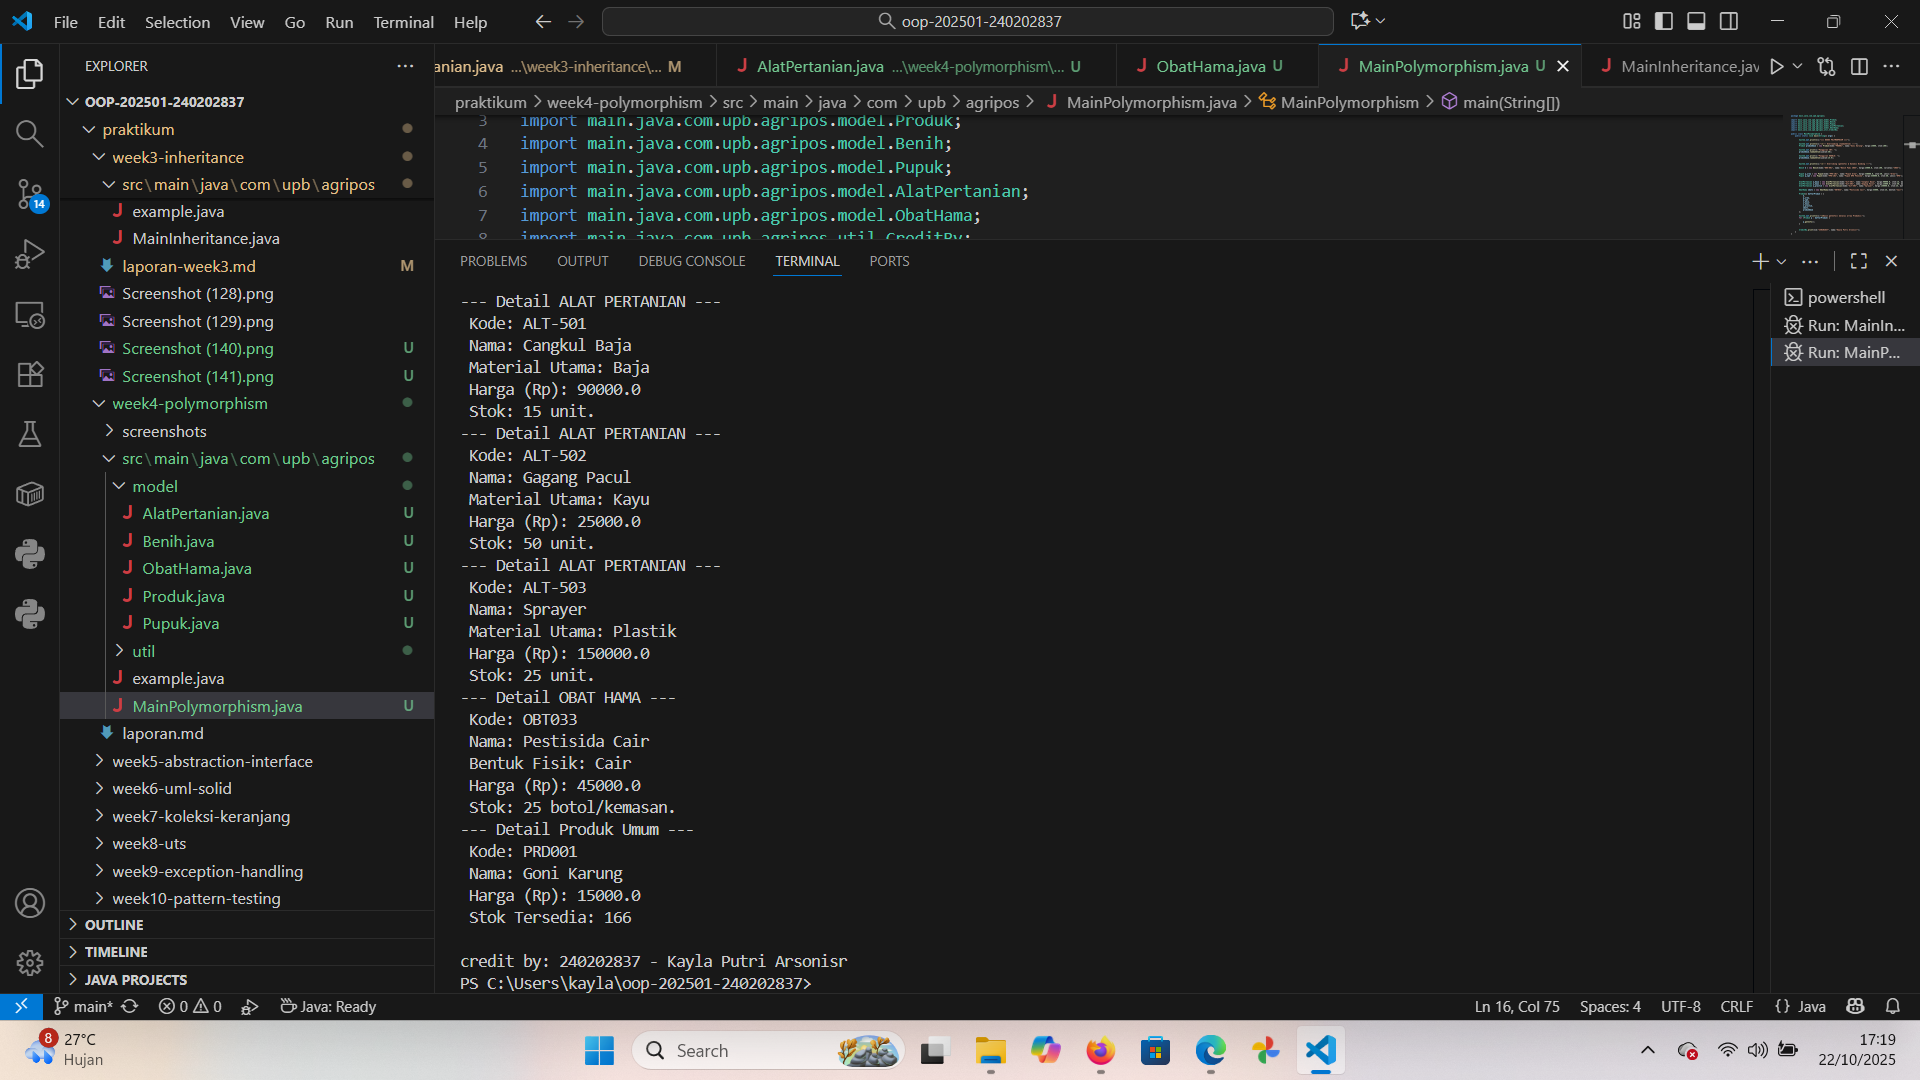 File Edit Selection View Go Run Terminal Help
oop-202501-240202837
EXPLORER
OOP-202501-240202837
praktikum
week3-inheritance
src\main\java\com\upb\agripos
example.java
MainInheritance.java
laporan-week3.md M
Screenshot (128).png
Screenshot (129).png
Screenshot (140).png U
Screenshot (141).png U
week4-polymorphism
screenshots
src\main\java\com\upb\agripos
model
AlatPertanian.java U
Benih.java U
ObatHama.java U
Produk.java U
Pupuk.java U
util
example.java
MainPolymorphism.java U
laporan.md
week5-abstraction-interface
week6-uml-solid
week7-koleksi-keranjang
week8-uts
week9-exception-handling
week10-pattern-testing
OUTLINE
TIMELINE
JAVA PROJECTS
14
anian.java ...\week3-inheritance\... M
AlatPertanian.java ...\week4-polymorphism\... U
ObatHama.java U
MainPolymorphism.java U
MainInheritance.jav
praktikum > week4-polymorphism > src > main > java > com > upb > agripos > MainPolymorphism.java > MainPolymorphism > main(String[])
3 import main.java.com.upb.agripos.model.Produk;
4 import main.java.com.upb.agripos.model.Benih;
5 import main.java.com.upb.agripos.model.Pupuk;
6 import main.java.com.upb.agripos.model.AlatPertanian;
7 import main.java.com.upb.agripos.model.ObatHama;
8 import main.java.com.upb.agripos.util.CreditBy;
PROBLEMS OUTPUT DEBUG CONSOLE TERMINAL PORTS
--- Detail ALAT PERTANIAN ---
Kode: ALT-501
Nama: Cangkul Baja
Material Utama: Baja
Harga (Rp): 90000.0
Stok: 15 unit.
--- Detail ALAT PERTANIAN ---
Kode: ALT-502
Nama: Gagang Pacul
Material Utama: Kayu
Harga (Rp): 25000.0
Stok: 50 unit.
--- Detail ALAT PERTANIAN ---
Kode: ALT-503
Nama: Sprayer
Material Utama: Plastik
Harga (Rp): 150000.0
Stok: 25 unit.
--- Detail OBAT HAMA ---
Kode: OBT033
Nama: Pestisida Cair
Bentuk Fisik: Cair
Harga (Rp): 45000.0
Stok: 25 botol/kemasan.
--- Detail Produk Umum ---
Kode: PRD001
Nama: Goni Karung
Harga (Rp): 15000.0
Stok Tersedia: 166
credit by: 240202837 - Kayla Putri Arsonisr
PS C:\Users\kayla\oop-202501-240202837>
powershell
Run: MainIn...
Run: MainP...
main* 0 0 Java: Ready
Ln 16, Col 75 Spaces: 4 UTF-8 CRLF {} Java
8 27°C
Hujan
Search
17:19
22/10/2025